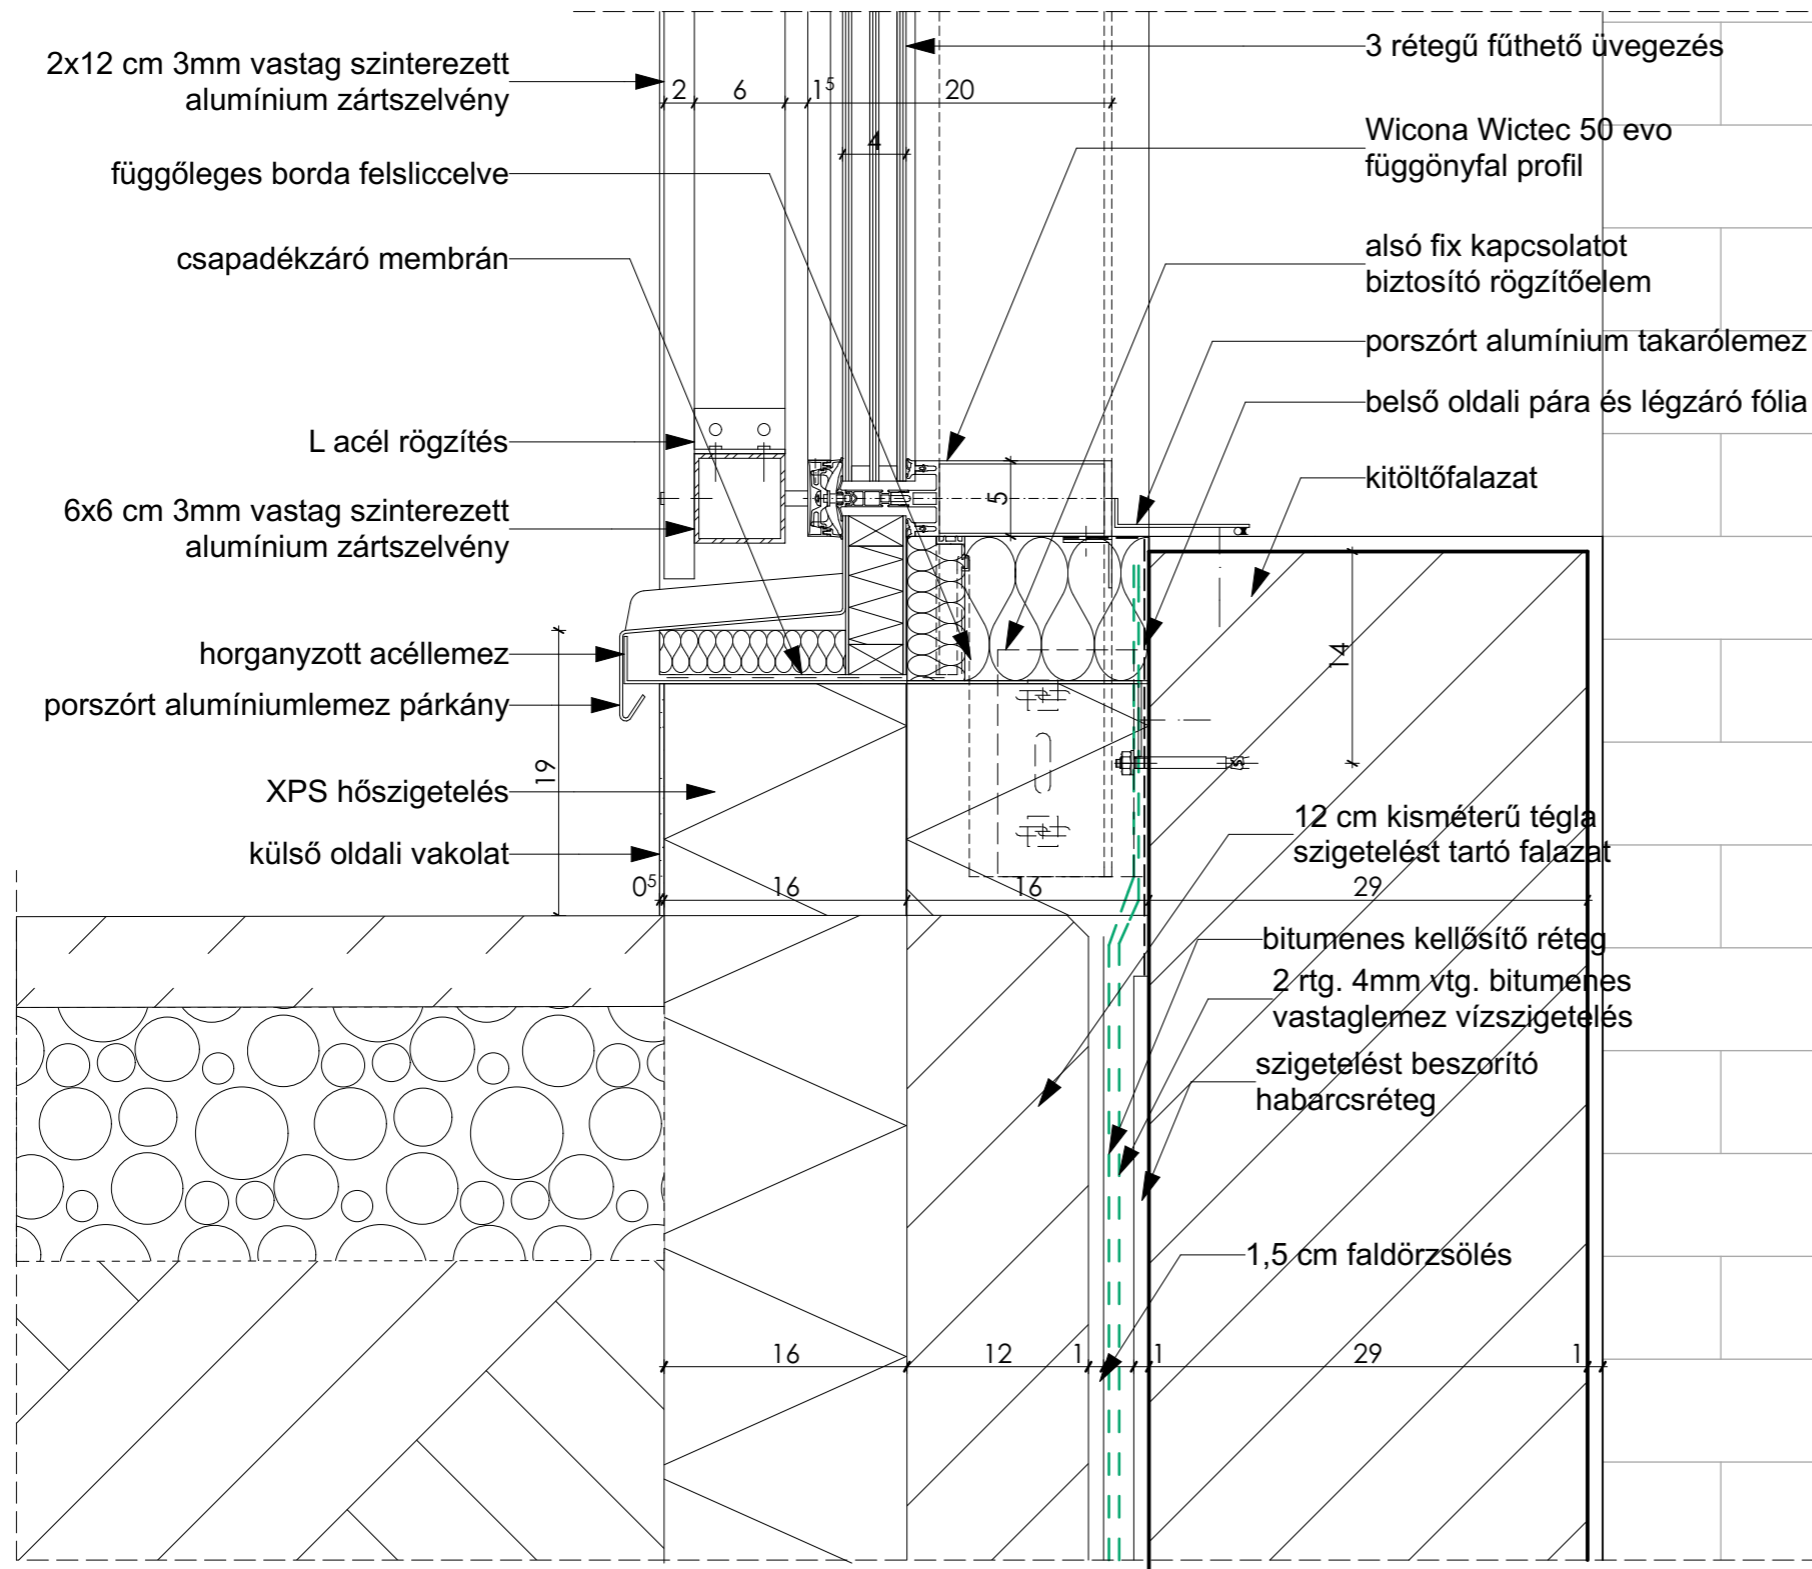 2x12 cm 3mm vastag szinterezett
alumínium zártszelvény
függőleges borda felsliccelve
csapadékzáró membrán
L acél rögzítés
6x6 cm 3mm vastag szinterezett
alumínium zártszelvény
horganyzott acéllemez
porszórt alumíniumlemez párkány
XPS hőszigetelés
külső oldali vakolat
3 rétegű fűthető üvegezés
Wicona Wictec 50 evo
függönyfal profil
alsó fix kapcsolatot
biztosító rögzítőelem
porszórt alumínium takarólemez
belső oldali pára és légzáró fólia
kitöltőfalazat
12 cm kisméterű tégla
szigetelést tartó falazat
bitumenes kellősítő réteg
2 rtg. 4mm vtg. bitumenes
vastaglemez vízszigetelés
szigetelést beszorító
habarcsréteg
1,5 cm faldörzsölés
2 6 1⁵ 20
4
5
14
19
0⁵ 16 16 29
16 12 1 1 29 1